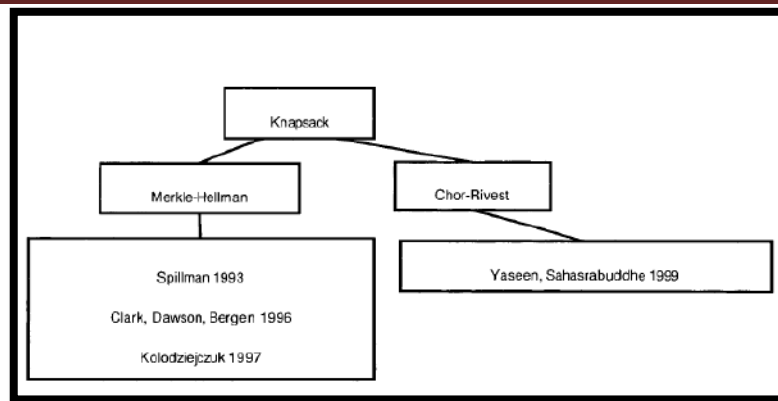 Knapsack
Merkle-Hellman
Chor-Rivest
Spillman 1993
Clark, Dawson, Bergen 1996
Kolodziejczuk 1997
Yaseen, Sahasrabuddhe 1999